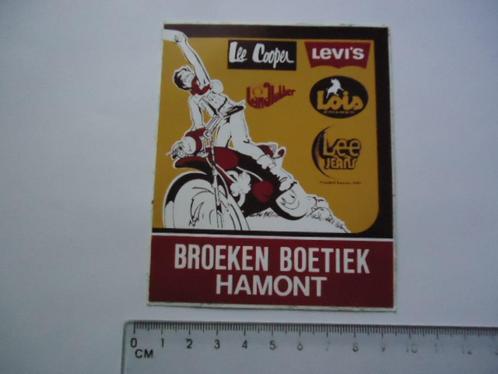 Lee Cooper
LEVI'S
Landlubber
Lois
Lee
JEANS
BROEKEN BOETIEK
HAMONT
0 1 2 3 4 5 6 7 8 9 10 11 12
CM